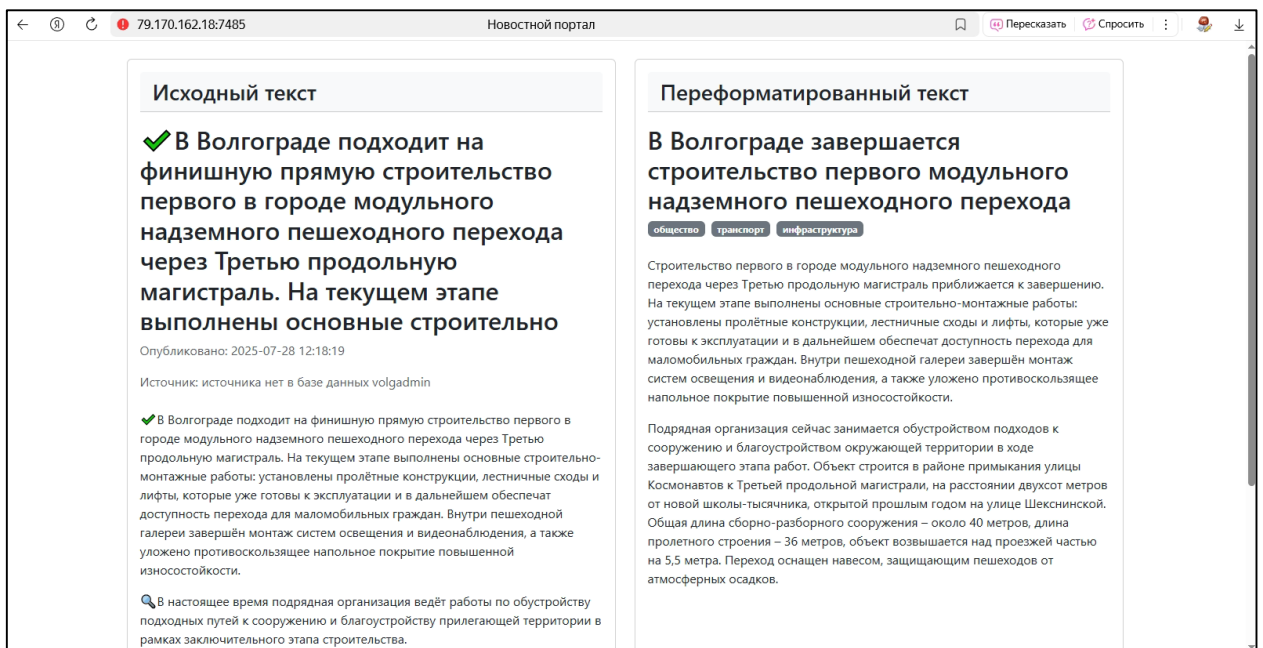 79.170.162.18:7485
Новостной портал
Пересказать
Спросить
Исходный текст
✔В Волгограде подходит на
финишную прямую строительство
первого в городе модульного
надземного пешеходного перехода
через Третью продольную
магистраль. На текущем этапе
выполнены основные строительно
Опубликовано: 2025-07-28 12:18:19
Источник: источника нет в базе данных volgadmin
✔В Волгограде подходит на финишную прямую строительство первого в
городе модульного надземного пешеходного перехода через Третью
продольную магистраль. На текущем этапе выполнены основные строительно-
монтажные работы: установлены пролётные конструкции, лестничные сходы и
лифты, которые уже готовы к эксплуатации и в дальнейшем обеспечат
доступность перехода для маломобильных граждан. Внутри пешеходной
галереи завершён монтаж систем освещения и видеонаблюдения, а также
уложено противоскользящее напольное покрытие повышенной
износостойкости.
🔍В настоящее время подрядная организация ведёт работы по обустройству
подходных путей к сооружению и благоустройству прилегающей территории в
рамках заключительного этапа строительства.
Переформатированный текст
В Волгограде завершается
строительство первого модульного
надземного пешеходного перехода
общество транспорт инфраструктура
Строительство первого в городе модульного надземного пешеходного
перехода через Третью продольную магистраль приближается к завершению.
На текущем этапе выполнены основные строительно-монтажные работы:
установлены пролётные конструкции, лестничные сходы и лифты, которые уже
готовы к эксплуатации и в дальнейшем обеспечат доступность перехода для
маломобильных граждан. Внутри пешеходной галереи завершён монтаж
систем освещения и видеонаблюдения, а также уложено противоскользящее
напольное покрытие повышенной износостойкости.
Подрядная организация сейчас занимается обустройством подходов к
сооружению и благоустройством окружающей территории в ходе
завершающего этапа работ. Объект строится в районе примыкания улицы
Космонавтов к Третьей продольной магистрали, на расстоянии двухсот метров
от новой школы-тысячника, открытой прошлым годом на улице Шекснинской.
Общая длина сборно-разборного сооружения – около 40 метров, длина
пролетного строения – 36 метров, объект возвышается над проезжей частью
на 5,5 метра. Переход оснащен навесом, защищающим пешеходов от
атмосферных осадков.